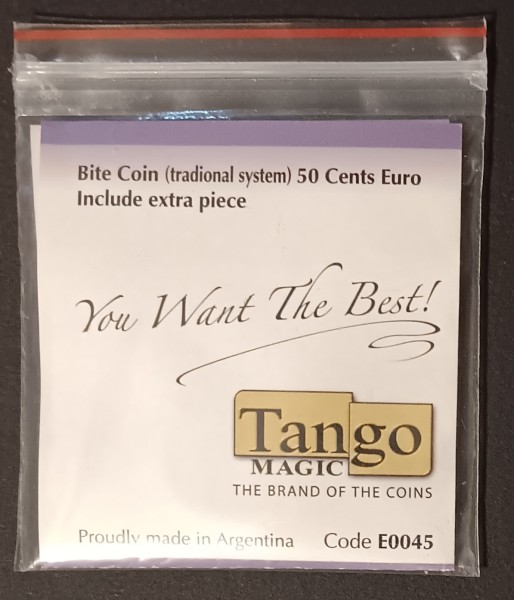 Bite Coin (tradional system) 50 Cents Euro
Include extra piece
You Want The Best!
Tango
MAGIC
THE BRAND OF THE COINS
Proudly made in Argentina Code E0045